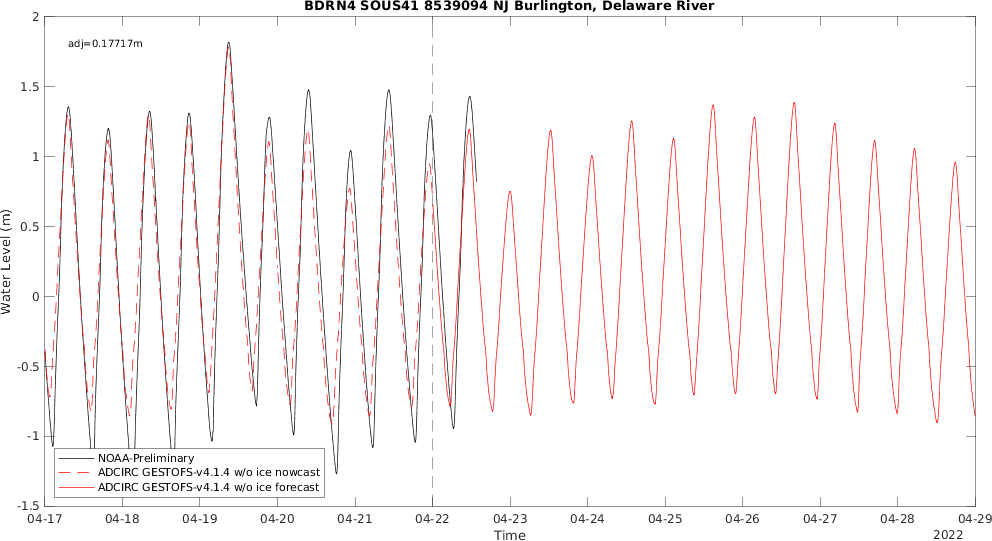 BDRN4 SOUS41 8539094 NJ Burlington, Delaware River
adj=0.17717m
2
1.5
1
0.5
0
-0.5
-1
-1.5
Water Level (m)
NOAA-Preliminary
ADCIRC GESTOFS-v4.1.4 w/o ice nowcast
ADCIRC GESTOFS-v4.1.4 w/o ice forecast
04-17 04-18 04-19 04-20 04-21 04-22 04-23 04-24 04-25 04-26 04-27 04-28 04-29
Time
2022